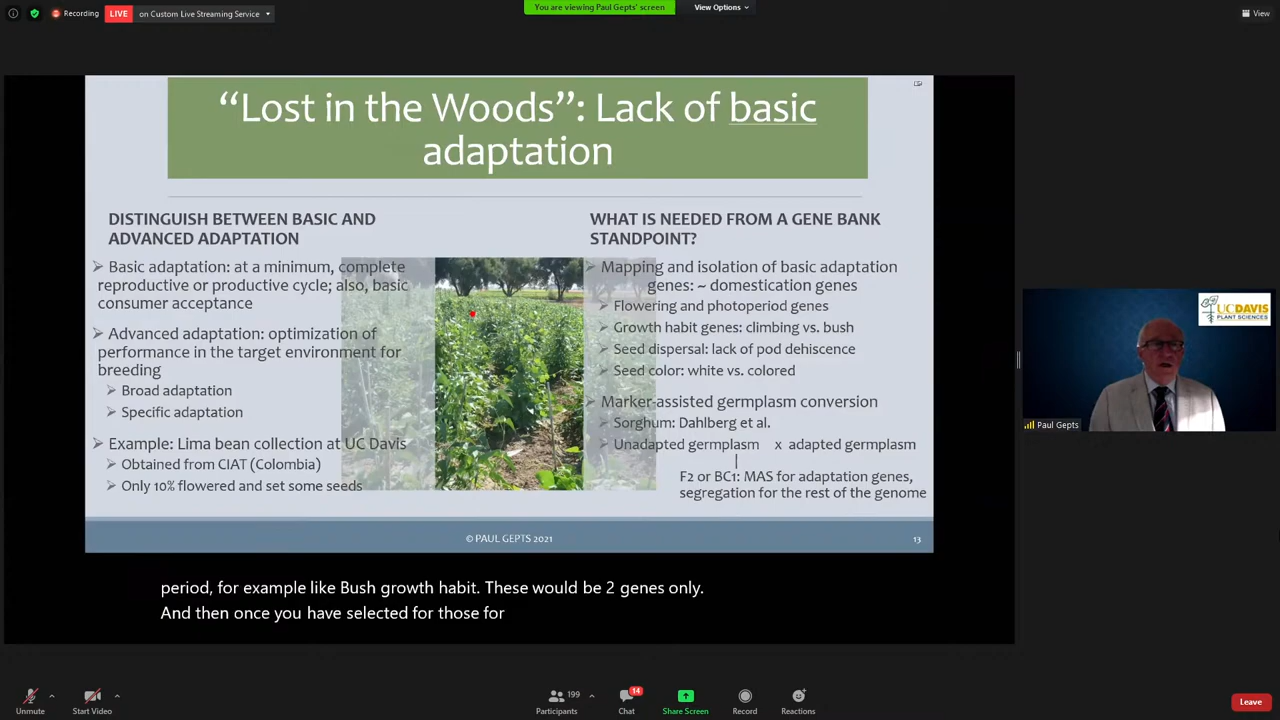 Recording
LIVE
on Custom Live Streaming Service
You are viewing Paul Gepts' screen
View Options
View
“Lost in the Woods”: Lack of basic
adaptation
DISTINGUISH BETWEEN BASIC AND
ADVANCED ADAPTATION
Basic adaptation: at a minimum, complete
reproductive or productive cycle; also, basic
consumer acceptance
Advanced adaptation: optimization of
performance in the target environment for
breeding
Broad adaptation
Specific adaptation
Example: Lima bean collection at UC Davis
Obtained from CIAT (Colombia)
Only 10% flowered and set some seeds
WHAT IS NEEDED FROM A GENE BANK
STANDPOINT?
Mapping and isolation of basic adaptation
genes: ~ domestication genes
Flowering and photoperiod genes
Growth habit genes: climbing vs. bush
Seed dispersal: lack of pod dehiscence
Seed color: white vs. colored
Marker-assisted germplasm conversion
Sorghum: Dahlberg et al.
Unadapted germplasm x adapted germplasm
F2 or BC1: MAS for adaptation genes,
segregation for the rest of the genome
© PAUL GEPTS 2021
13
UCDAVIS
PLANT SCIENCES
Paul Gepts
period, for example like Bush growth habit. These would be 2 genes only.
And then once you have selected for those for
Unmute
Start Video
199
Participants
14
Chat
Share Screen
Record
Reactions
Leave